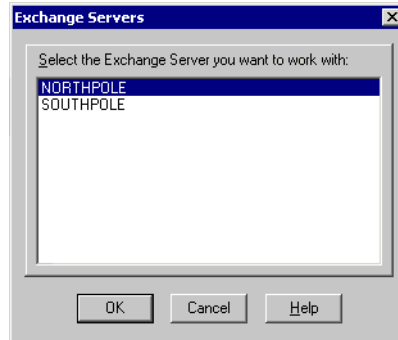 Exchange Servers
Select the Exchange Server you want to work with:
NORTHPOLE
SOUTHPOLE
OK Cancel Help